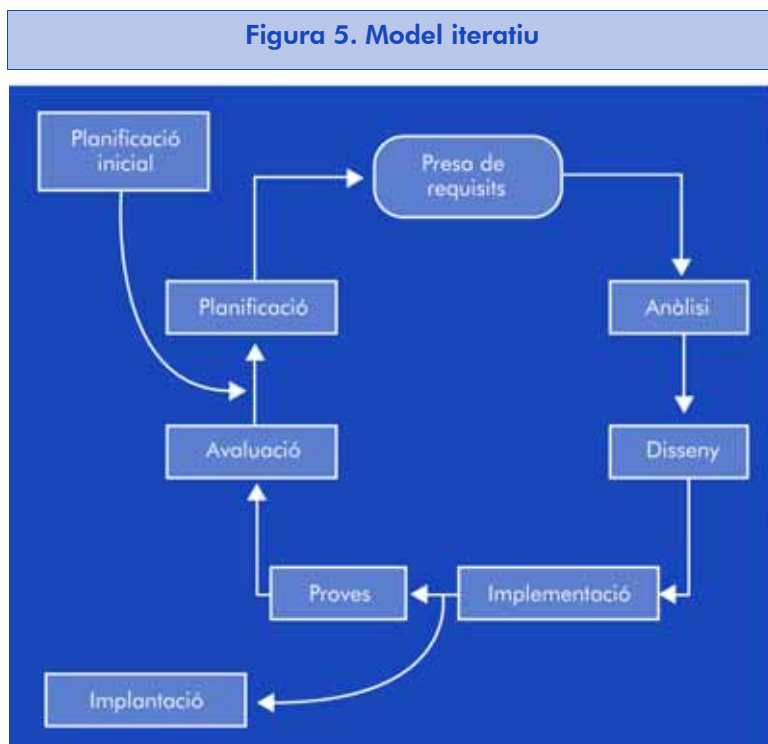 Figura 5. Model iteratiu
Planificació
inicial
Presa de
requisits
Planificació
Anàlisi
Avaluació
Disseny
Proves
Implementació
Implantació